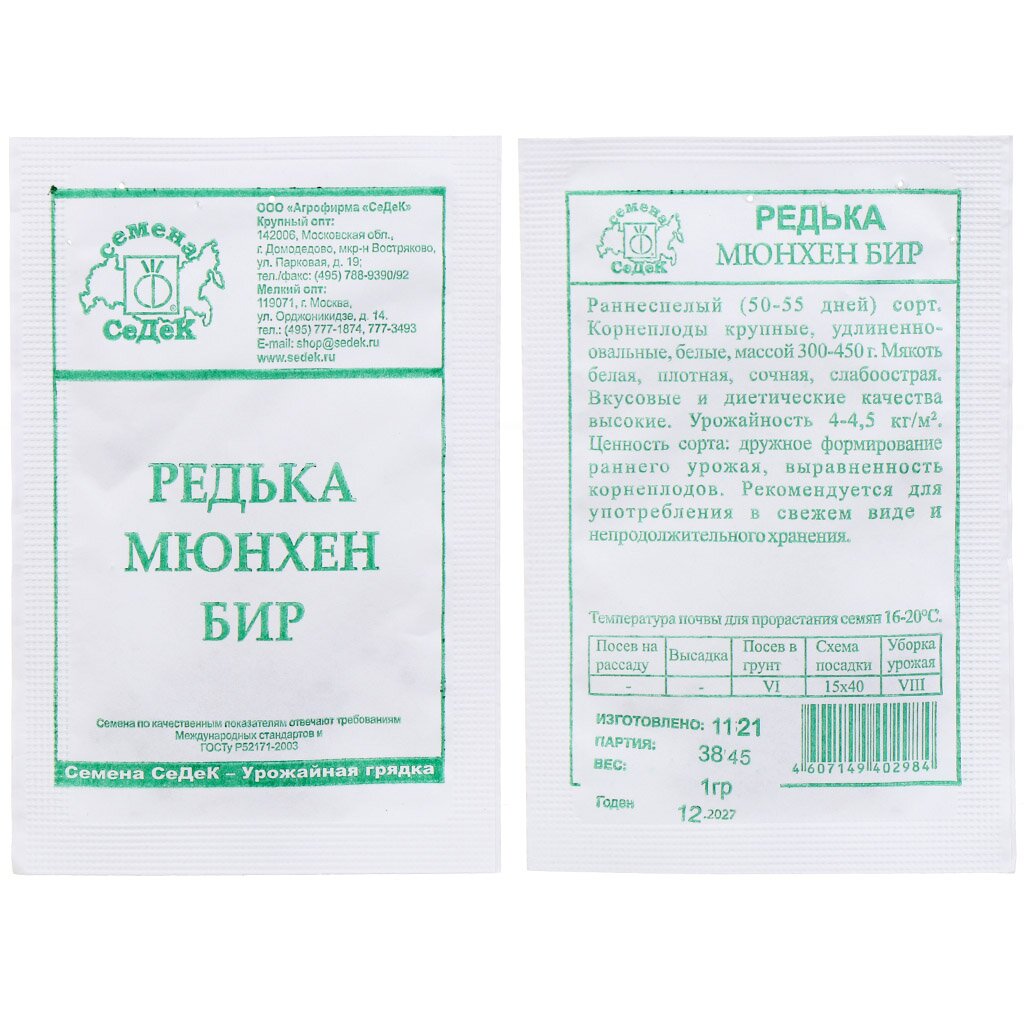 семена
СеДеК
ООО «Агрофирма «СеДеК»
Крупный опт:
142006, Московская обл.,
г. Домодедово, мкр-н Востряково,
ул. Парковая, д. 19;
тел./факс: (495) 788-9390/92
Мелкий опт:
119071, г. Москва,
ул. Орджоникидзе, д. 14.
тел.: (495) 777-1874, 777-3493
E-mail: shop@sedek.ru
www.sedek.ru
РЕДЬКА
МЮНХЕН
БИР
Семена по качественным показателям отвечают требованиям
Международных стандартов и
ГОСТу Р52171-2003
Семена СеДеК – Урожайная грядка
семена
СеДеК
РЕДЬКА
МЮНХЕН БИР
Раннеспелый (50-55 дней) сорт.
Корнеплоды крупные, удлиненно-
овальные, белые, массой 300-450 г. Мякоть
белая, плотная, сочная, слабоострая.
Вкусовые и диетические качества
высокие. Урожайность 4-4,5 кг/м².
Ценность сорта: дружное формирование
раннего урожая, выравненность
корнеплодов. Рекомендуется для
употребления в свежем виде и
непродолжительного хранения.
Температура почвы для прорастания семян 16-20°С.
Посев на рассаду Высадка Посев в грунт Схема посадки Уборка урожая
- - VI 15х40 VIII
ИЗГОТОВЛЕНО: 11'21
ПАРТИЯ: 38'45
ВЕС: 1гр
Годен 12.2027
4 607149 402984